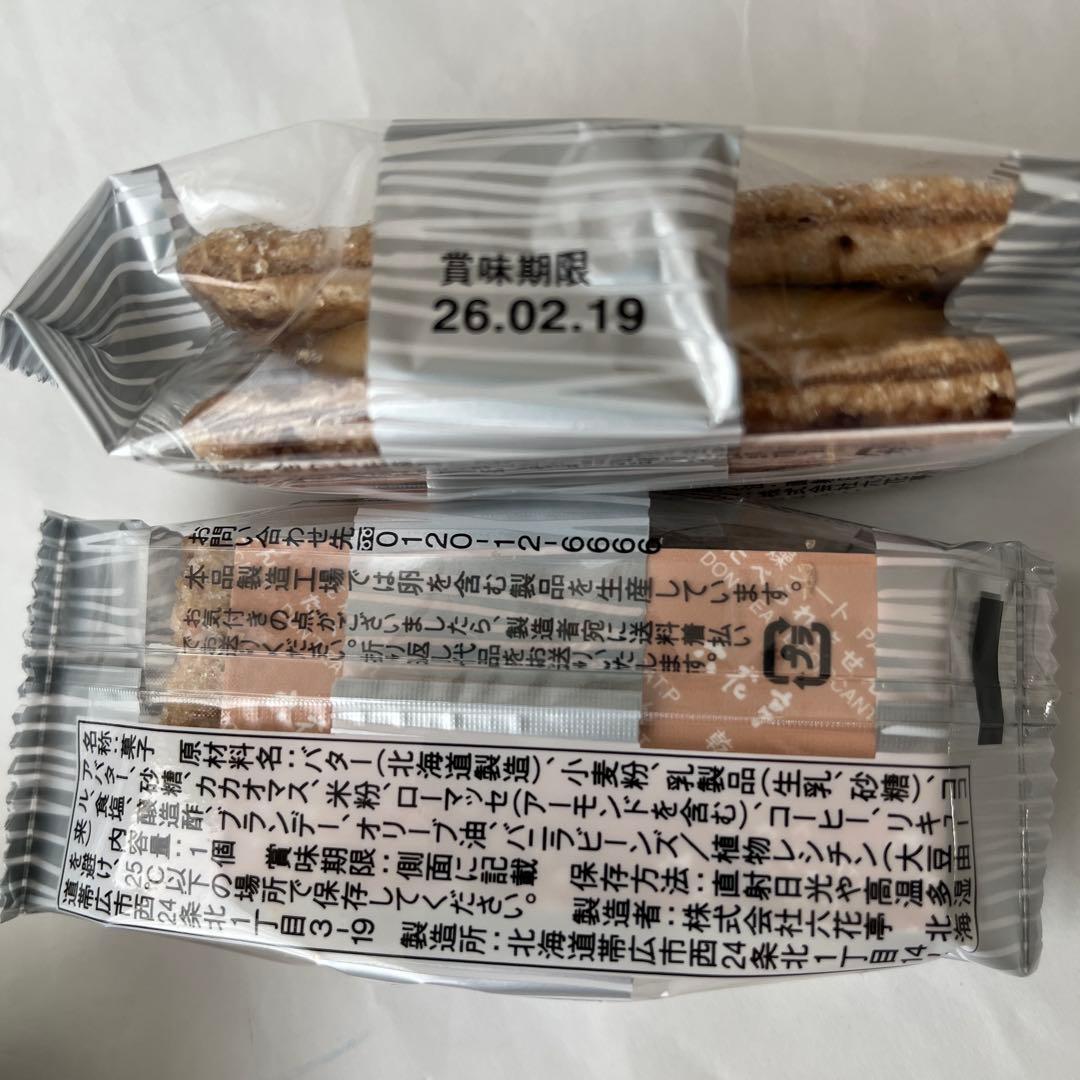 賞味期限
26.02.19
お問い合わせ先 0120-12-6666
本品製造工場では卵を含む製品を生産しています。
お気付きの点がございましたら、製造者宛に送料着払い
でお送りください。折り返し代品をお送りいたします。
プラ
名称:菓子 原材料名:バター(北海道製造)、小麦粉、乳製品(生乳、砂糖)、ココ
アバター、砂糖、カカオマス、米粉、ローマッセ(アーモンドを含む)、コーヒー、リキュー
ル、食塩、醸造酢、ブランデー、オリーブ油、バニラビーンズ/植物レシチン(大豆由
来) 内容量:1個 賞味期限:側面に記載 保存方法:直射日光や高温多湿
を避け、25℃以下の場所で保存してください。 製造者:株式会社六花亭 北海
道帯広市西24条北1丁目3-19 製造所:北海道帯広市西24条北1丁目14